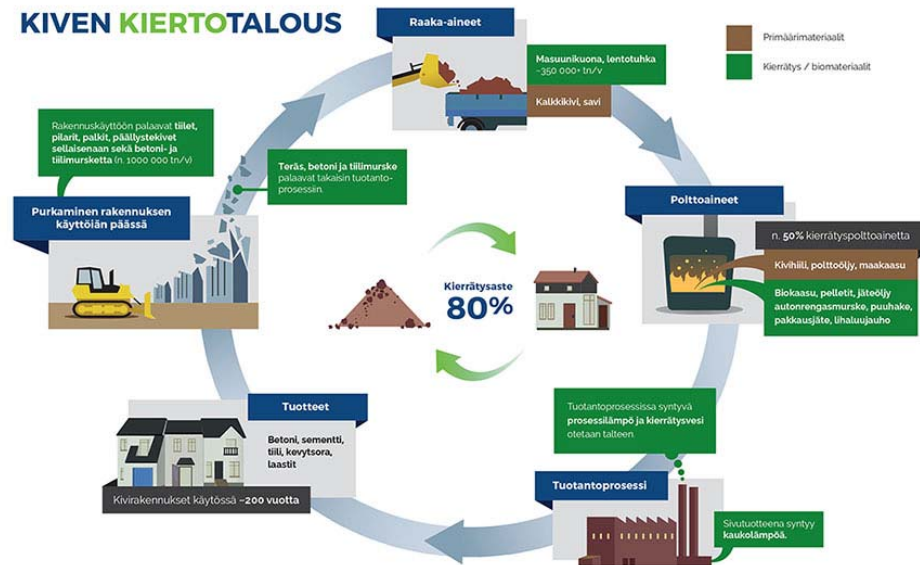 KIVEN KIERTOTALOUS
Raaka-aineet
Masuunikuona, lentotuhka
~350 000+ tn/v
Kalkkikivi, savi
Primäärimateriaalit
Kierrätys / biomateriaalit
Rakennuskäyttöön palaavat tiilet,
pilarit, palkit, päällystekivet
sellaisenaan sekä betoni- ja
tiilimursketta (n. 1000 000 tn/v)
Teräs, betoni ja tiilimurske
palaavat takaisin tuotanto-
prosessiin.
Purkaminen rakennuksen
käyttöiän päässä
Polttoaineet
n. 50% kierrätyspolttoainetta
Kivihiili, polttoöljy, maakaasu
Biokaasu, pelletit, jäteöljy
autonrengasmurske, puuhake,
pakkausjäte, lihaluujauho
Kierrätysaste
80%
Tuotteet
Betoni, sementti,
tiili, kevytsora,
laastit
Kivirakennukset käytössä ~200 vuotta
Tuotantoprosessissa syntyvä
prosessilämpö ja kierrätysvesi
otetaan talteen.
Tuotantoprosessi
Sivutuotteena syntyy
kaukolämpöä.